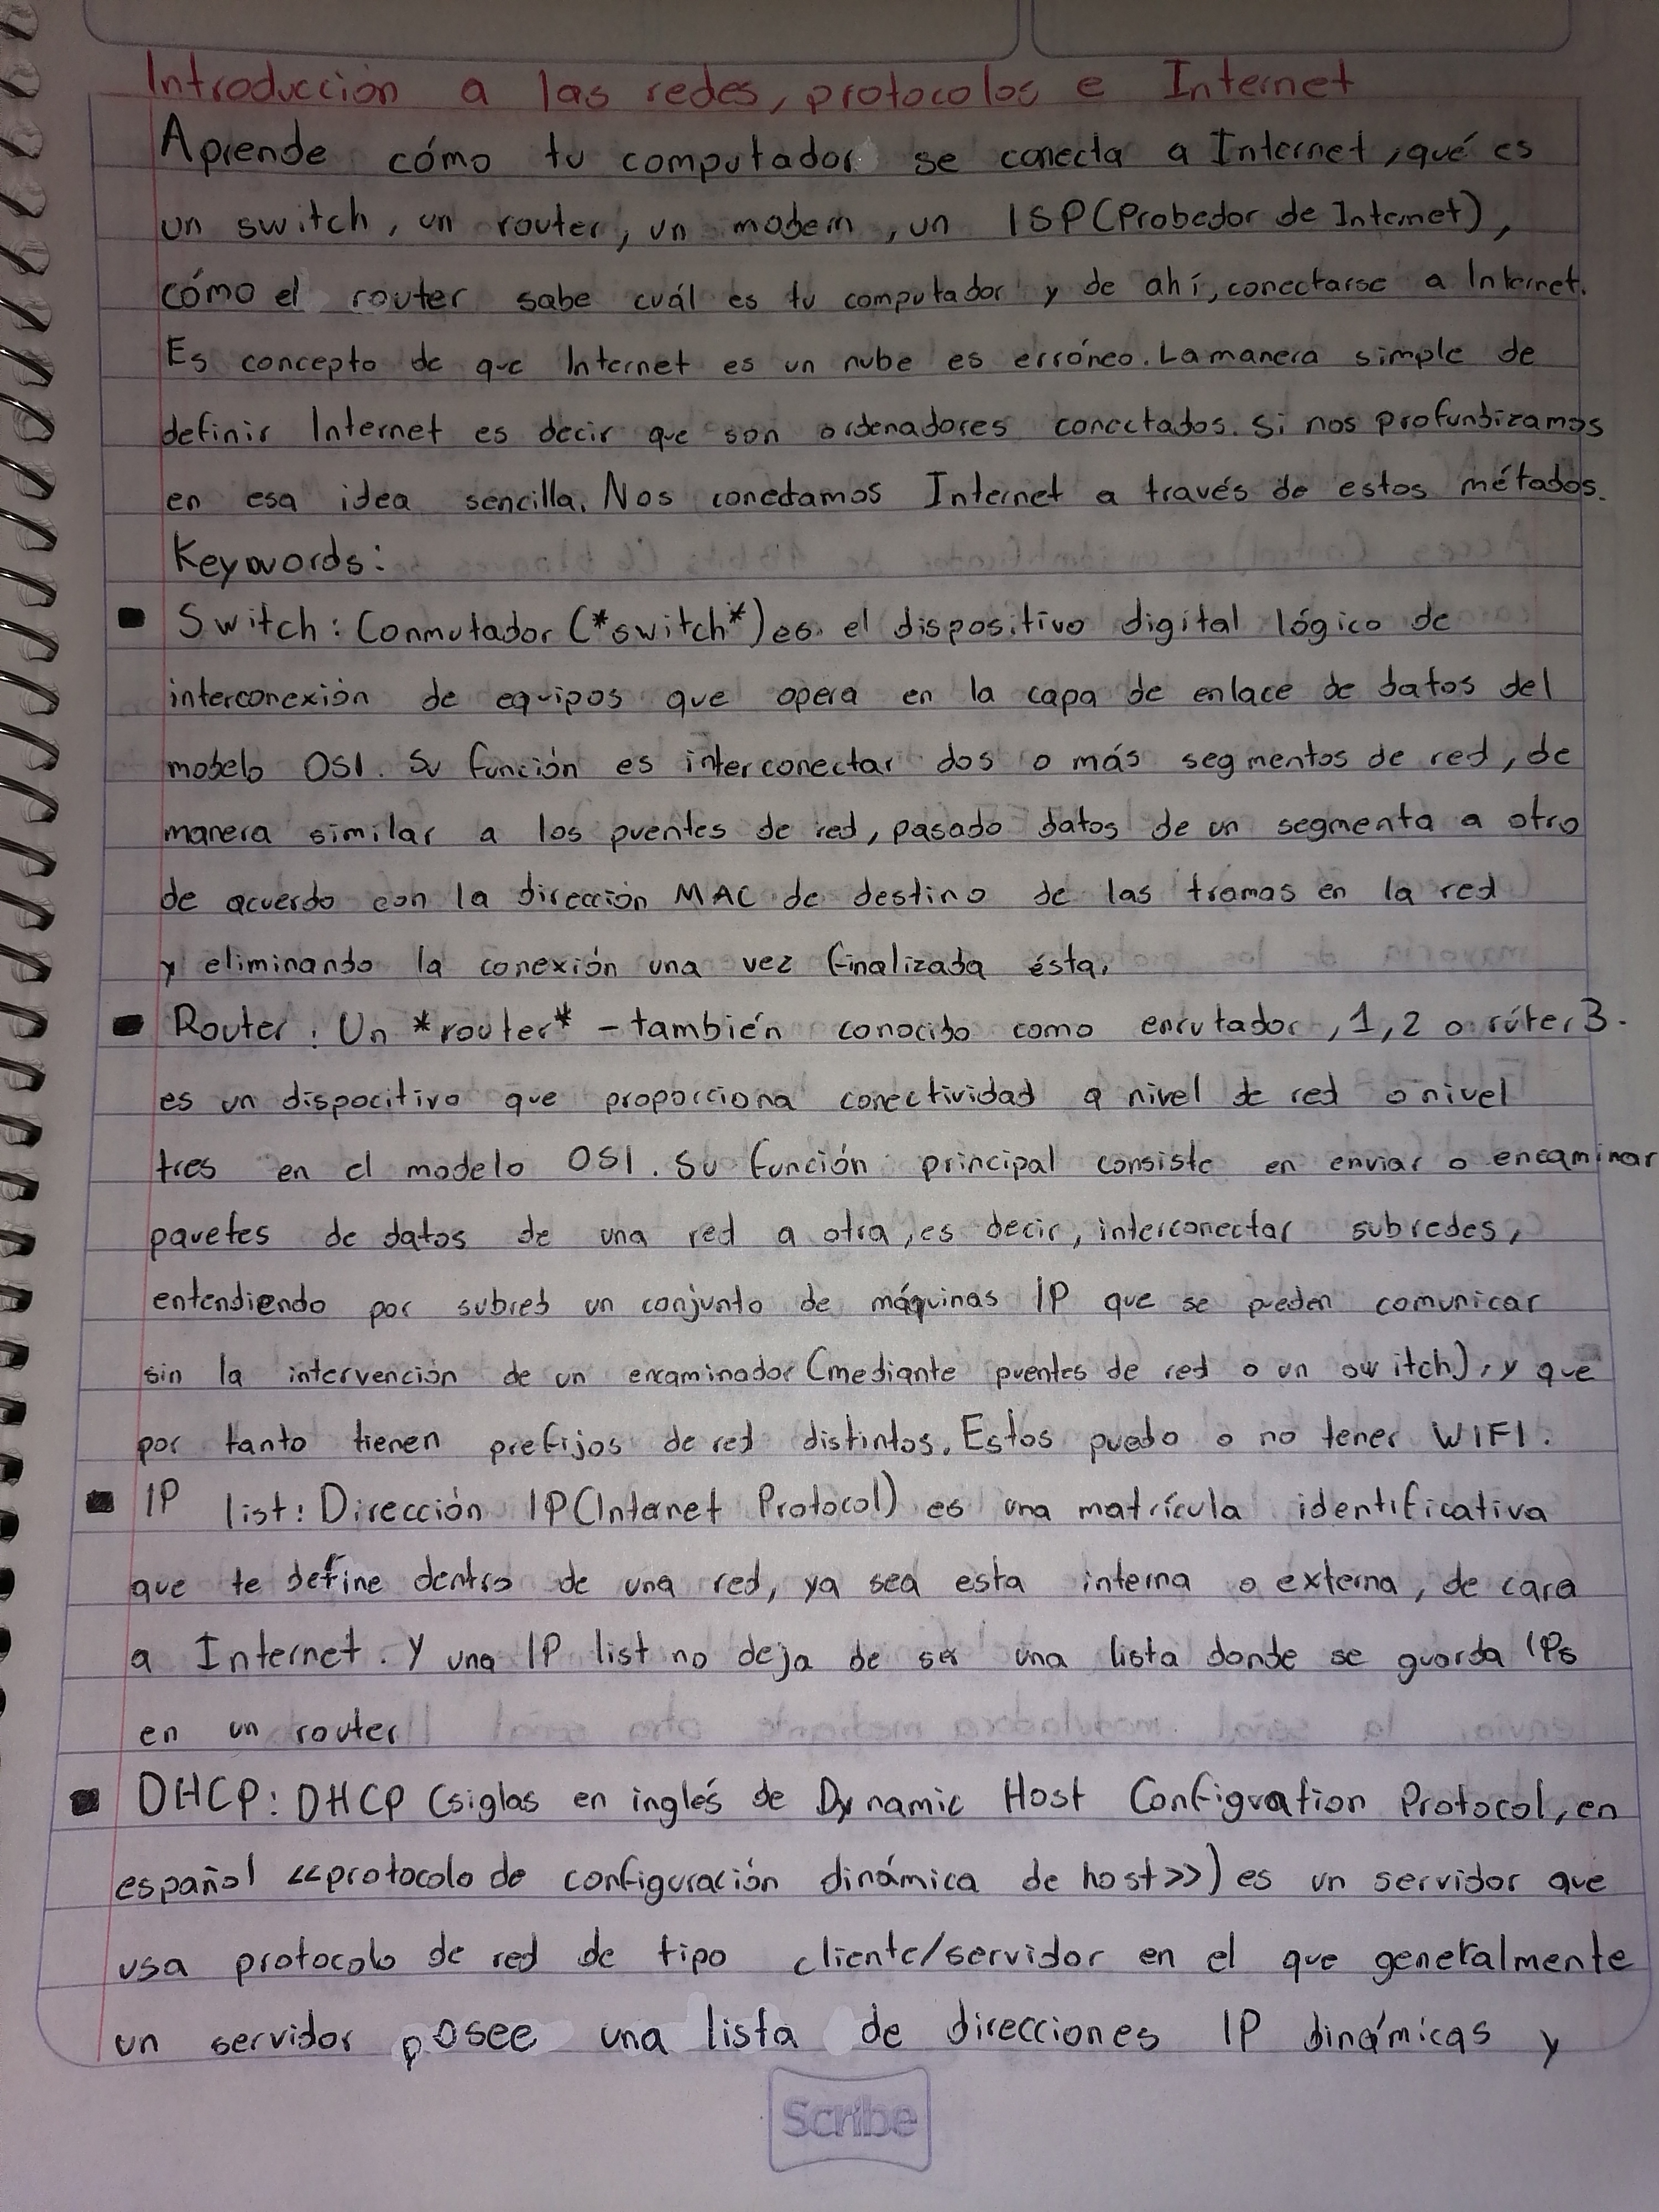 Introducción a las redes, protocolos e Internet
Aprende cómo tu computador se conecta a Internet, qué es
un switch, un router, un modem, un ISP (Probedor de Internet),
cómo el router sabe cuál es tu computador y de ahí, conectarse a Internet.
Es concepto de que Internet es un nube es erróneo. La manera simple de
definir Internet es decir que son ordenadores conectados. Si nos profundizamos
en esa idea sencilla. Nos conectamos Internet a través de estos métados.
Keywords:
Switch: Conmutador (*switch*) es el dispositivo digital lógico de
interconexión de equipos que opera en la capa de enlace de datos del
modelo OSI. Su función es interconectar dos o más segmentos de red, de
manera similar a los puentes de red, pasado datos de un segmenta a otro
de acuerdo con la dirección MAC de destino de las tramas en la red
y eliminando la conexión una vez finalizada ésta.
Router: Un *router* - también conocido como enrutador, 1, 2 o rúter 3-
es un dispocitivo que proporciona conectividad a nivel de red o nivel
tres en el modelo OSI. Su función principal consiste en enviar o encaminar
pavetes de datos de una red a otra, es decir, interconectar subredes,
entendiendo por subred un conjunto de máquinas IP que se pueden comunicar
sin la intervención de un encaminador (mediante puentes de red o un switch), y que
por tanto tienen prefijos de red distintos. Estos puedo o no tener WIFI.
IP list: Dirección IP (Internet Protocol) es una matrícula identificativa
que te define dentro de una red, ya sea esta interna o externa, de cara
a Internet. Y una IP list no deja de ser una lista donde se guarda IPs
en un router
DHCP: DHCP (siglas en inglés de Dynamic Host Configuration Protocol, en
español <<protocolo de configuración dinámica de host>>) es un servidor que
usa protocolo de red de tipo cliente/servidor en el que generalmente
un servidor posee una lista de direcciones IP dinámicas y
Scribe